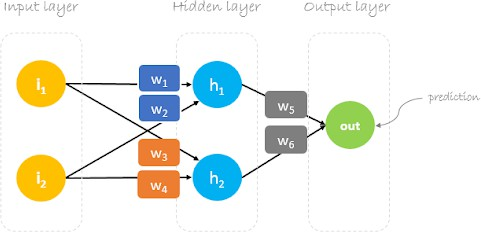 Input layer
Hidden layer
Output layer
i1
w1
h1
w2
w5
out
prediction
w3
w6
i2
w4
h2